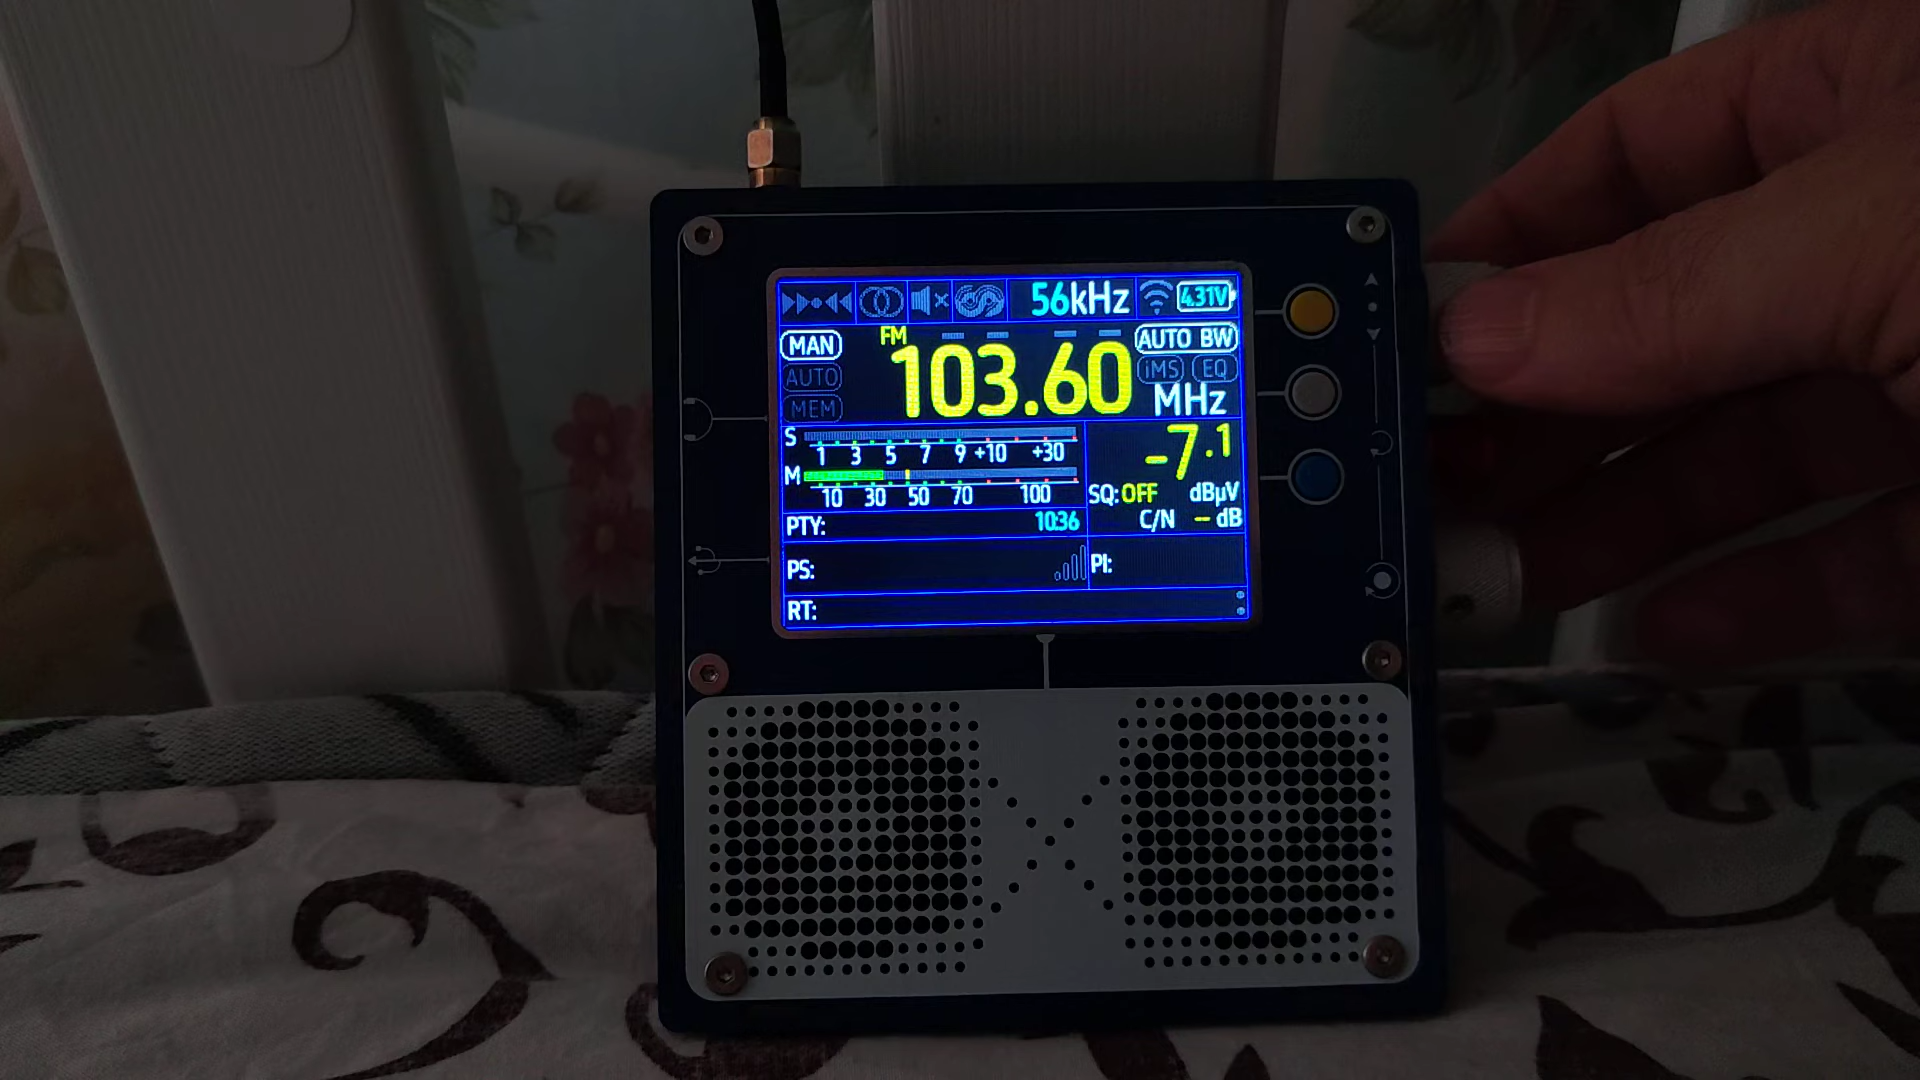 56kHz 4.31V
MAN FM AUTO BW
AUTO 103.60 iMS EQ
MEM MHz
S
1 3 5 7 9 +10 +30
M
10 30 50 70 100
-7.1
SQ:OFF dBµV
C/N -- dB
PTY: 10:36
PS: PI:
RT: